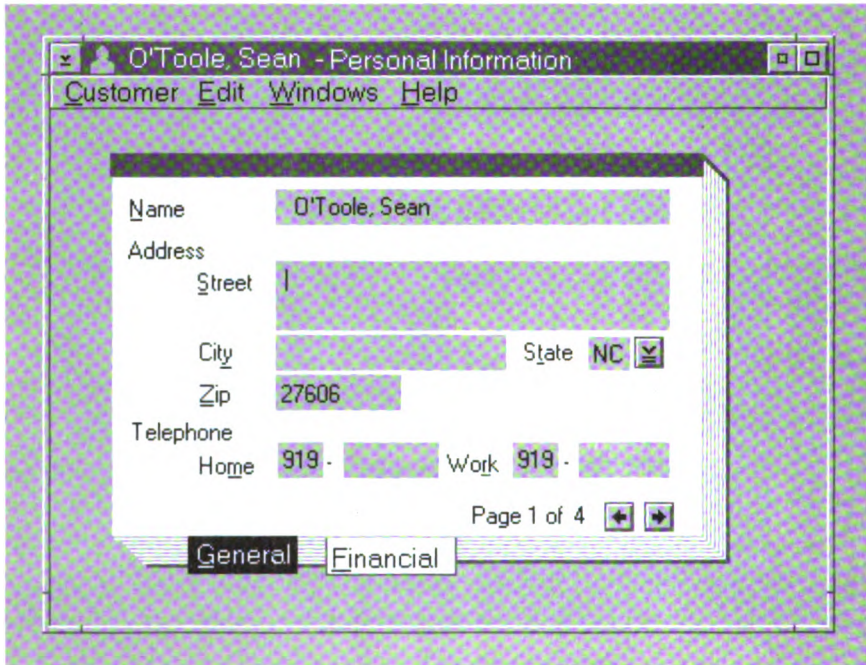 O'Toole, Sean - Personal Information
Customer Edit Windows Help
Name O'Toole, Sean
Address
Street
City State NC
Zip 27606
Telephone
Home 919 - Work 919 -
Page 1 of 4
General Financial